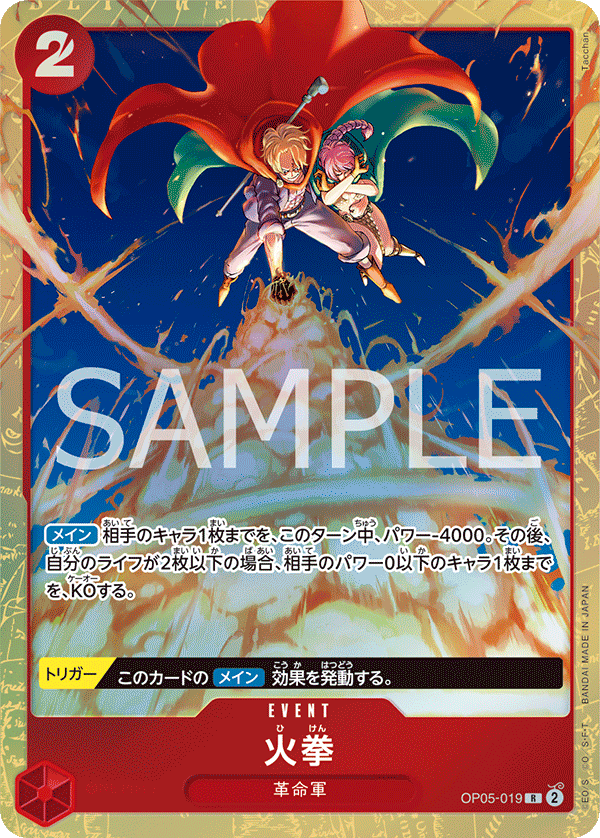 2
Tacchan
SAMPLE
メイン 相手のキャラ1枚までを、このターン中、パワー-4000。その後、
自分のライフが2枚以下の場合、相手のパワー0以下のキャラ1枚まで
を、KOする。
トリガー このカードの メイン 効果を発動する。
EVENT
火拳
革命軍
OP05-019 R 2
BANDAI MADE IN JAPAN